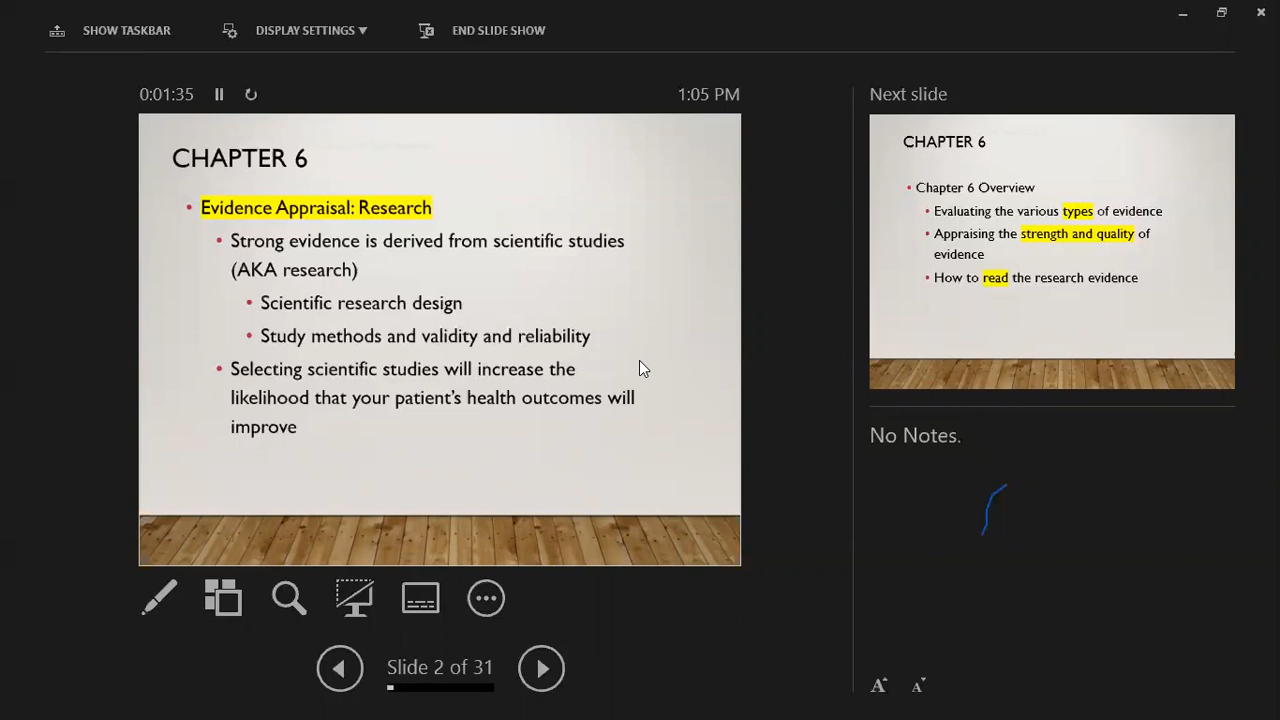 SHOW TASKBAR
DISPLAY SETTINGS ▼
END SLIDE SHOW
0:01:35
1:05 PM
CHAPTER 6
• Evidence Appraisal: Research
• Strong evidence is derived from scientific studies
(AKA research)
• Scientific research design
• Study methods and validity and reliability
• Selecting scientific studies will increase the
likelihood that your patient's health outcomes will
improve
Slide 2 of 31
Next slide
CHAPTER 6
• Chapter 6 Overview
• Evaluating the various types of evidence
• Appraising the strength and quality of
evidence
• How to read the research evidence
No Notes.
A A